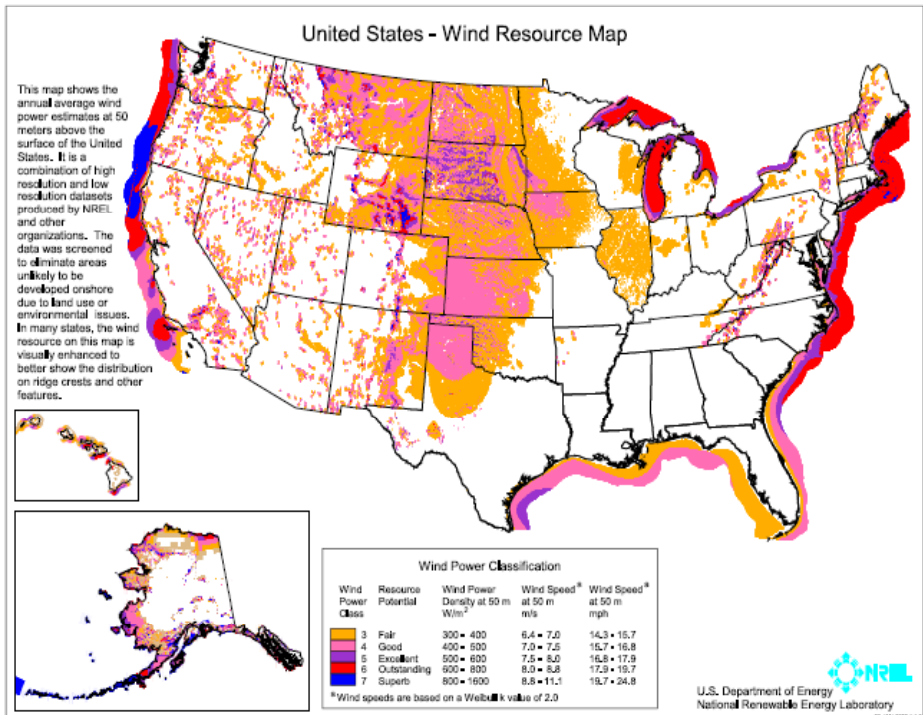 United States - Wind Resource Map
This map shows the
annual average wind
power estimates at 50
meters above the
surface of the United
States. It is a
combination of high
resolution and low
resolution datasets
produced by NREL
and other
organizations. The
data was screened
to eliminate areas
unlikely to be
developed onshore
due to land use or
environmental issues.
In many states, the wind
resource on this map is
visually enhanced to
better show the distribution
on ridge crests and other
features.
Wind Power Classification
Wind Resource Wind Power Wind Speed* Wind Speed*
Power Potential Density at 50 m at 50 m at 50 m
Class W/m² m/s mph
3 Fair 300 - 400 6.4 - 7.0 14.3 - 15.7
4 Good 400 - 500 7.0 - 7.5 15.7 - 16.8
5 Excellent 500 - 600 7.5 - 8.0 16.8 - 17.9
6 Outstanding 600 - 800 8.0 - 8.8 17.9 - 19.7
7 Superb 800 - 1600 8.8 - 11.1 19.7 - 24.8
*Wind speeds are based on a Weibull k value of 2.0
NREL
U.S. Department of Energy
National Renewable Energy Laboratory